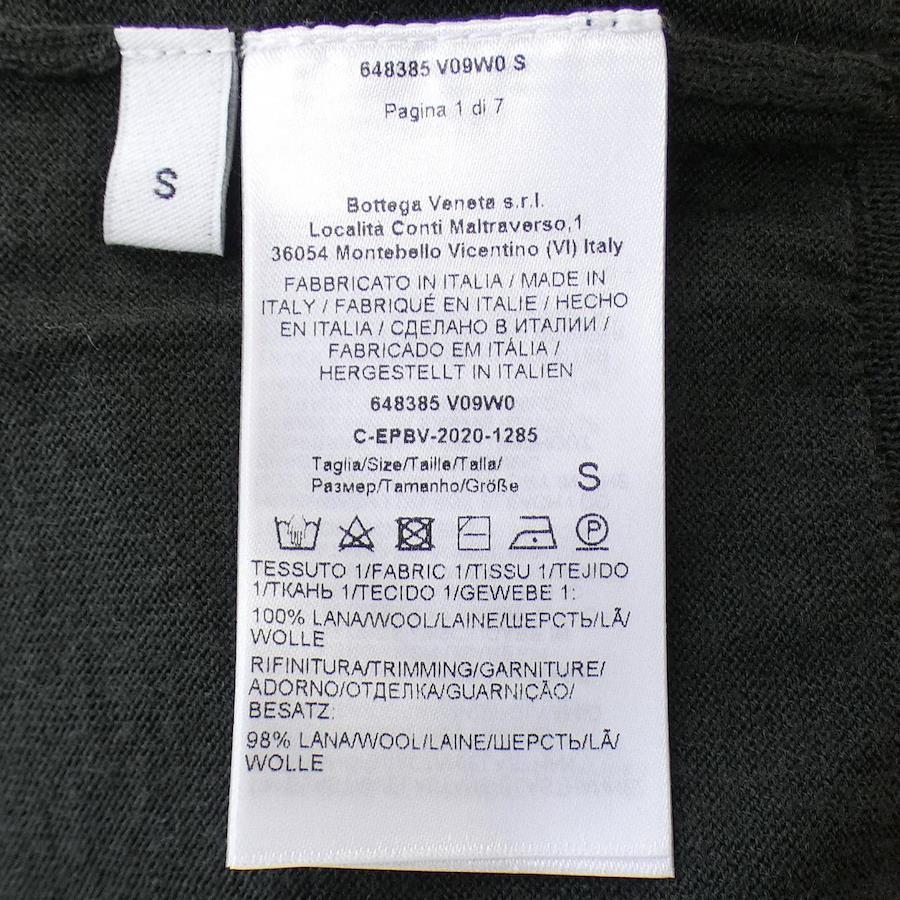 S
648385 V09W0 S
Pagina 1 di 7
Bottega Veneta s.r.l.
Località Conti Maltraverso,1
36054 Montebello Vicentino (VI) Italy
FABBRICATO IN ITALIA / MADE IN
ITALY / FABRIQUÉ EN ITALIE / HECHO
EN ITALIA / СДЕЛАНО В ИТАЛИИ /
FABRICADO EM ITÁLIA /
HERGESTELLT IN ITALIEN
648385 V09W0
C-EPBV-2020-1285
Taglia/Size/Taille/Talla/
Размер/Tamanho/Größe S
P
TESSUTO 1/FABRIC 1/TISSU 1/TEJIDO
1/ТКАНЬ 1/TECIDO 1/GEWEBE 1:
100% LANA/WOOL/LAINE/ШЕРСТЬ/LÃ/
WOLLE
RIFINITURA/TRIMMING/GARNITURE/
ADORNO/ОТДЕЛКА/GUARNIÇÃO/
BESATZ:
98% LANA/WOOL/LAINE/ШЕРСТЬ/LÃ/
WOLLE